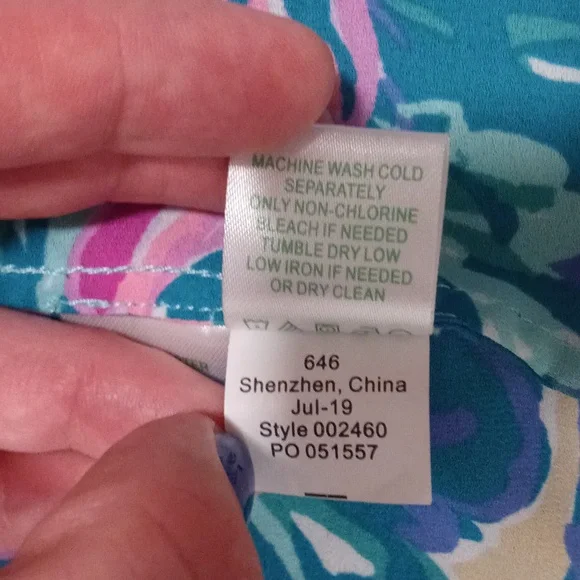 MACHINE WASH COLD
SEPARATELY
ONLY NON-CHLORINE
BLEACH IF NEEDED
TUMBLE DRY LOW
LOW IRON IF NEEDED
OR DRY CLEAN
646
Shenzhen, China
Jul-19
Style 002460
PO 051557